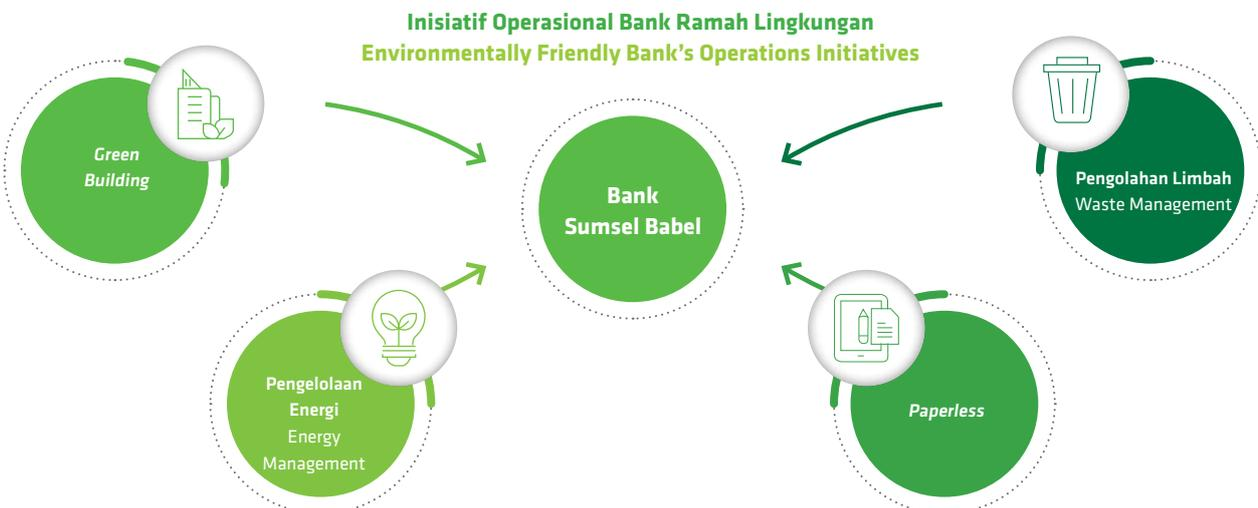 Inisiatif Operasional Bank Ramah Lingkungan
Environmentally Friendly Bank's Operations Initiatives
Green
Building
Bank
Sumsel Babel
Pengolahan Limbah
Waste Management
Pengelolaan
Energi
Energy
Management
Paperless